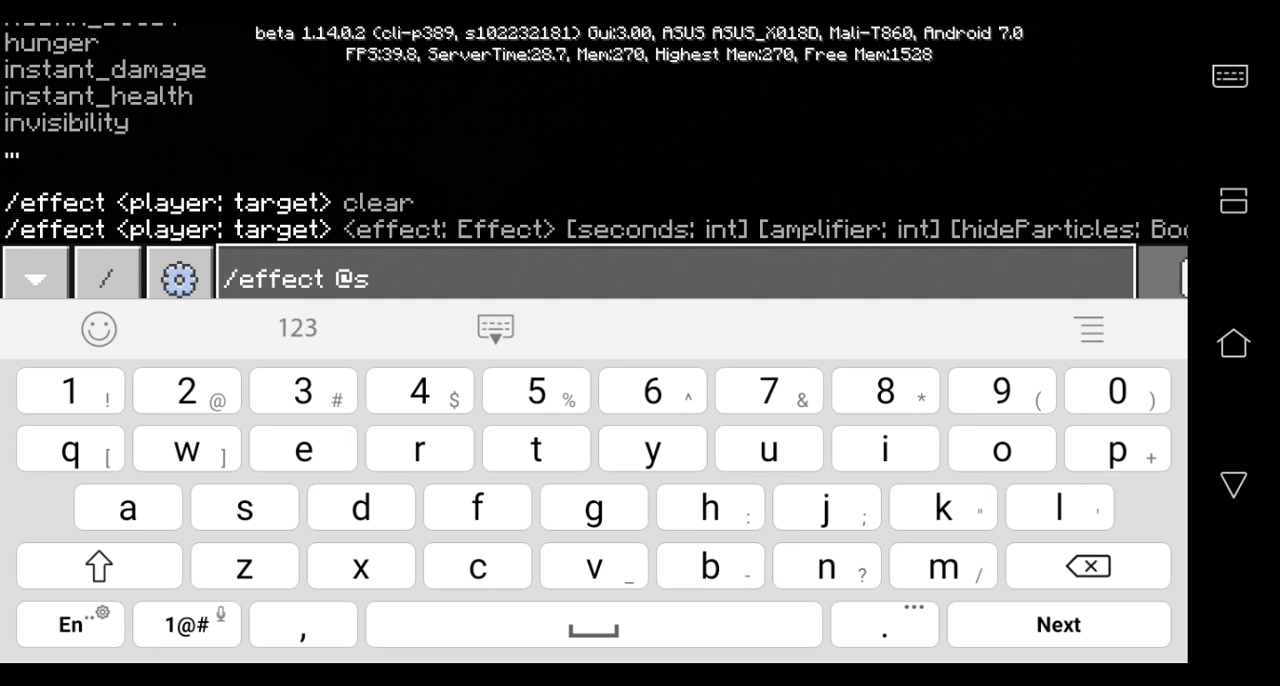 hunger
instant_damage
instant_health
invisibility
...
beta 1.14.0.2 (cli-p389, s102232181) Gui:3.00, ASUS ASUS_X018D, Mali-T860, Android 7.0
FPS:39.8, ServerTime:28.7, Mem:270, Highest Mem:270, Free Mem:1528
/effect <player: target> clear
/effect <player: target> <effect: Effect> [seconds: int] [amplifier: int] [hideParticles: Boo
/
/effect @s
123
1 ! 2 @ 3 # 4 $ 5 % 6 ^ 7 & 8 * 9 ( 0 )
q [ w ] e r t y u i o p +
a s d f g h : j ; k " l '
z x c v _ b - n ? m /
En 1@# , . ... Next